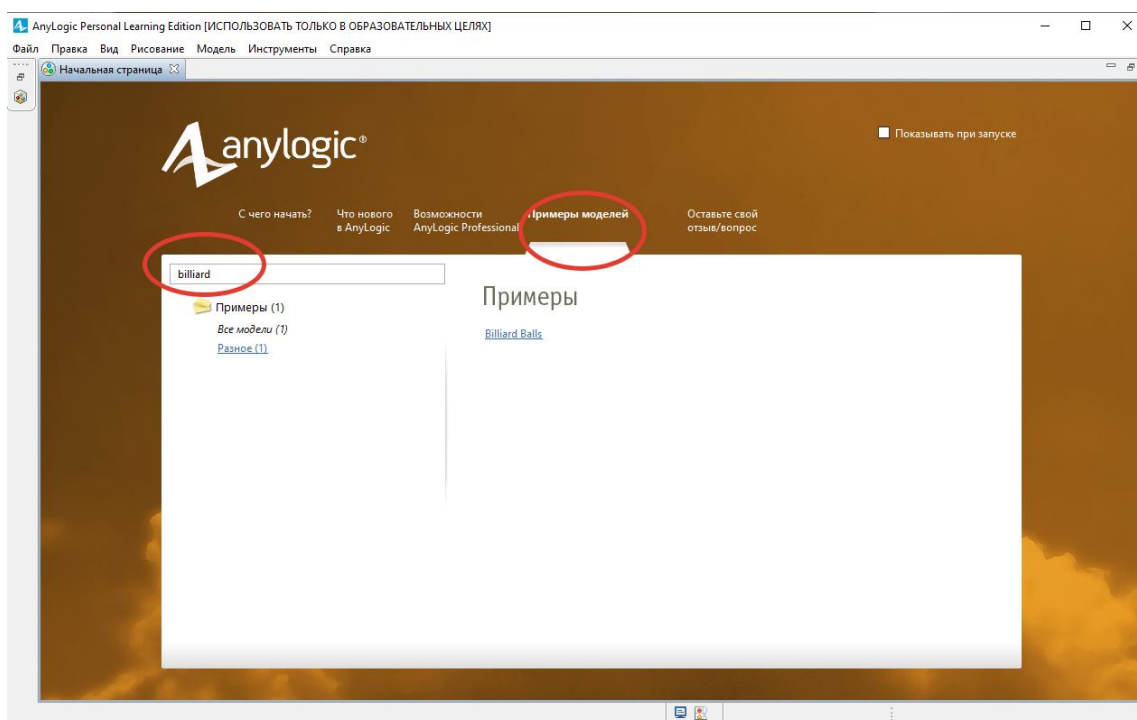 AnyLogic Personal Learning Edition [ИСПОЛЬЗОВАТЬ ТОЛЬКО В ОБРАЗОВАТЕЛЬНЫХ ЦЕЛЯХ]
Файл Правка Вид Рисование Модель Инструменты Справка
Начальная страница
anylogic®
Показывать при запуске
С чего начать?
Что нового
в AnyLogic
Возможности
AnyLogic Professional
Примеры моделей
Оставьте свой
отзыв/вопрос
billiard
Примеры (1)
Все модели (1)
Разное (1)
Примеры
Billiard Balls